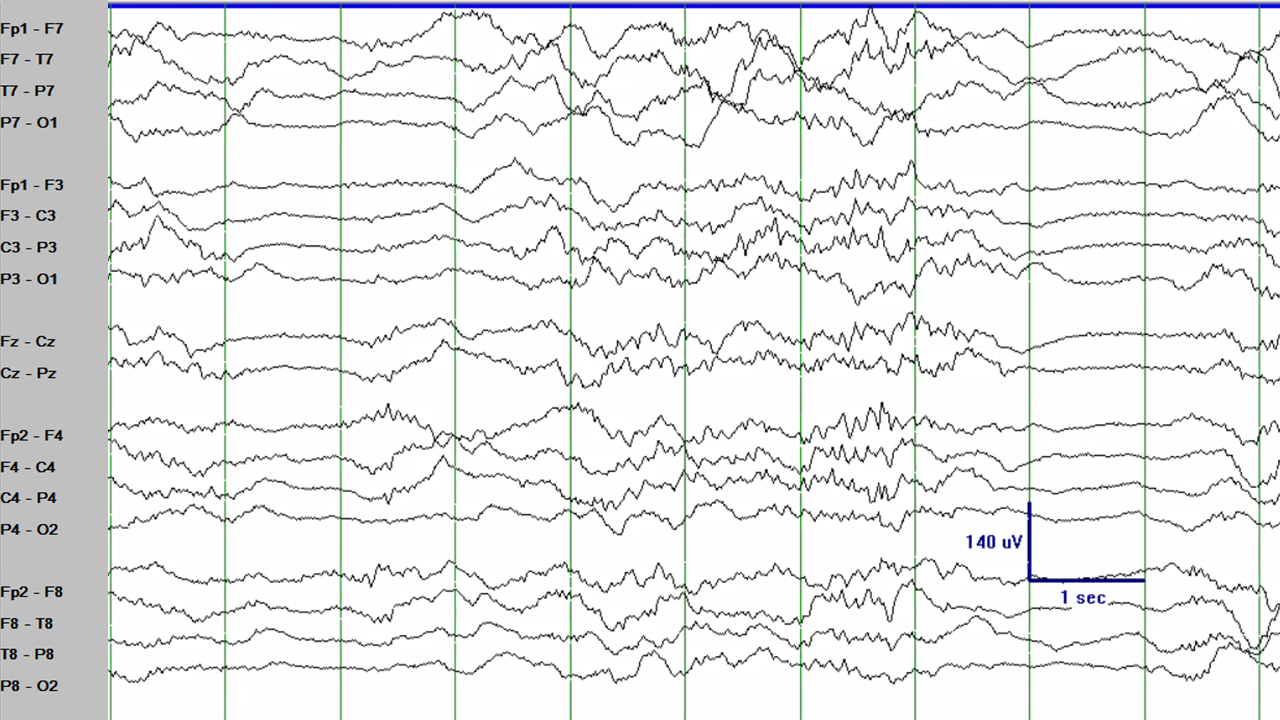 Fp1 - F7
F7 - T7
T7 - P7
P7 - O1
Fp1 - F3
F3 - C3
C3 - P3
P3 - O1
Fz - Cz
Cz - Pz
Fp2 - F4
F4 - C4
C4 - P4
P4 - O2
140 uV
1 sec
Fp2 - F8
F8 - T8
T8 - P8
P8 - O2